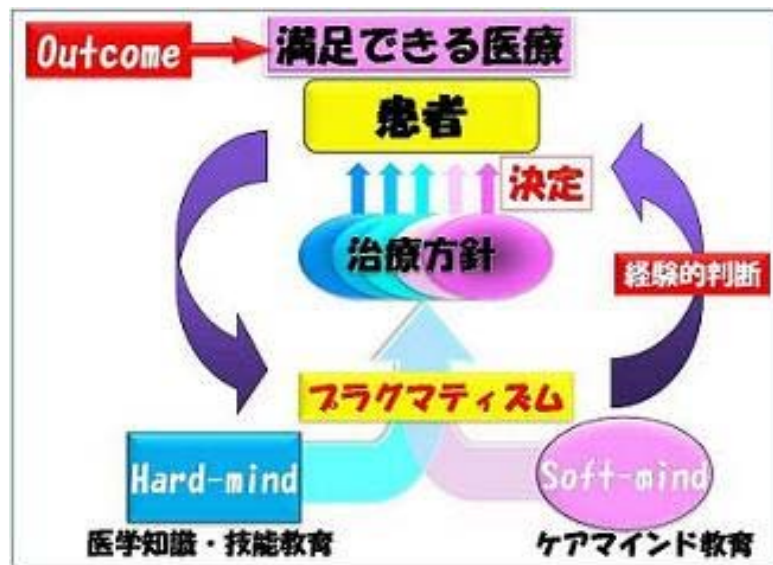 Outcome
満足できる医療
患者
決定
治療方針
経験的判断
プラグマティズム
Hard-mind
Soft-mind
医学知識・技能教育
ケアマインド教育